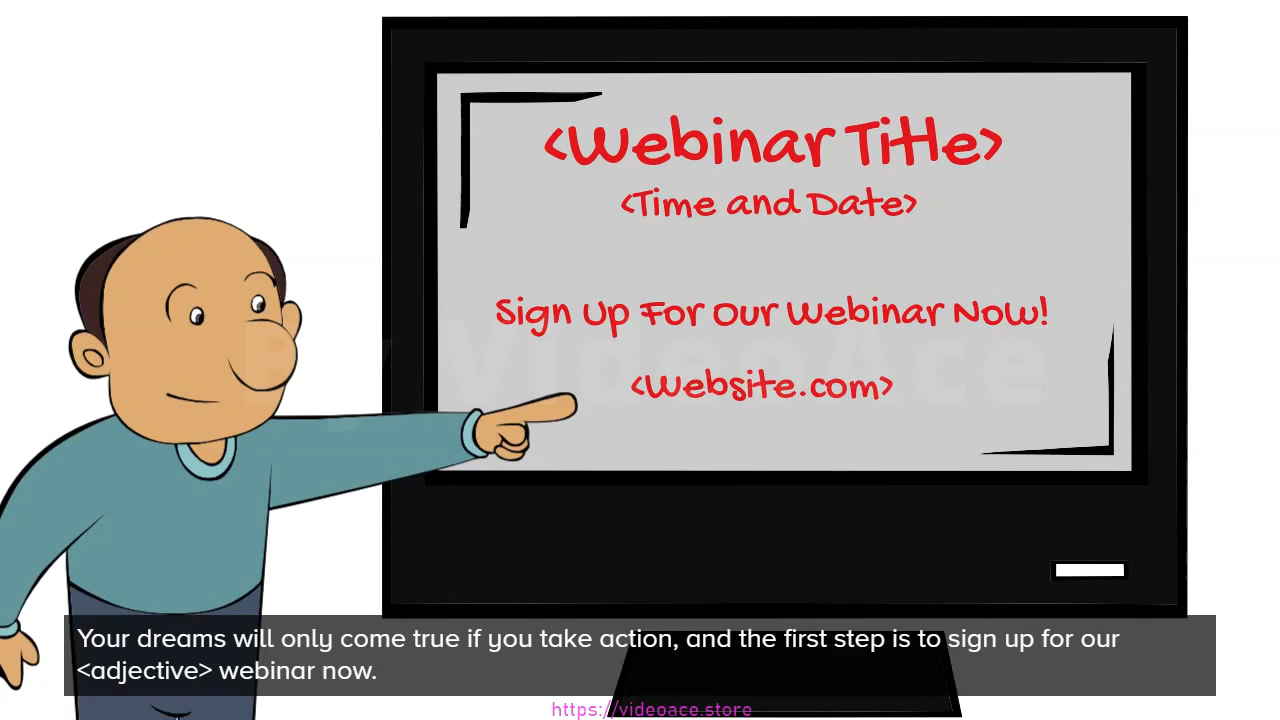 <Webinar Title>
<Time and Date>
Sign Up For Our Webinar Now!
<Website.com>
By VideoAce
Your dreams will only come true if you take action, and the first step is to sign up for our
<adjective> webinar now.
https://videoace.store